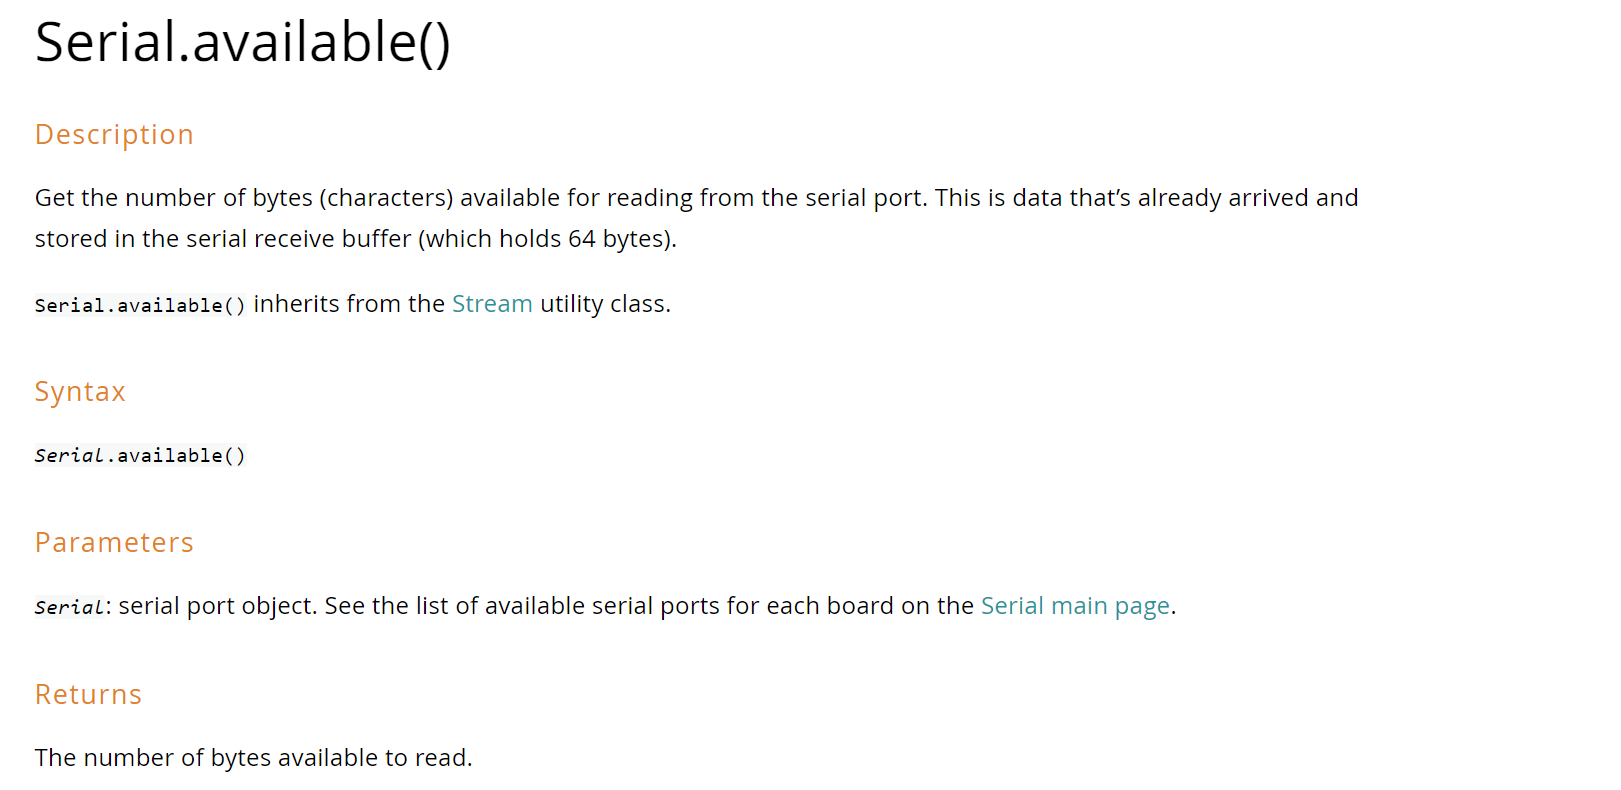 Serial.available()
Description
Get the number of bytes (characters) available for reading from the serial port. This is data that’s already arrived and
stored in the serial receive buffer (which holds 64 bytes).
Serial.available() inherits from the Stream utility class.
Syntax
Serial.available()
Parameters
Serial: serial port object. See the list of available serial ports for each board on the Serial main page.
Returns
The number of bytes available to read.